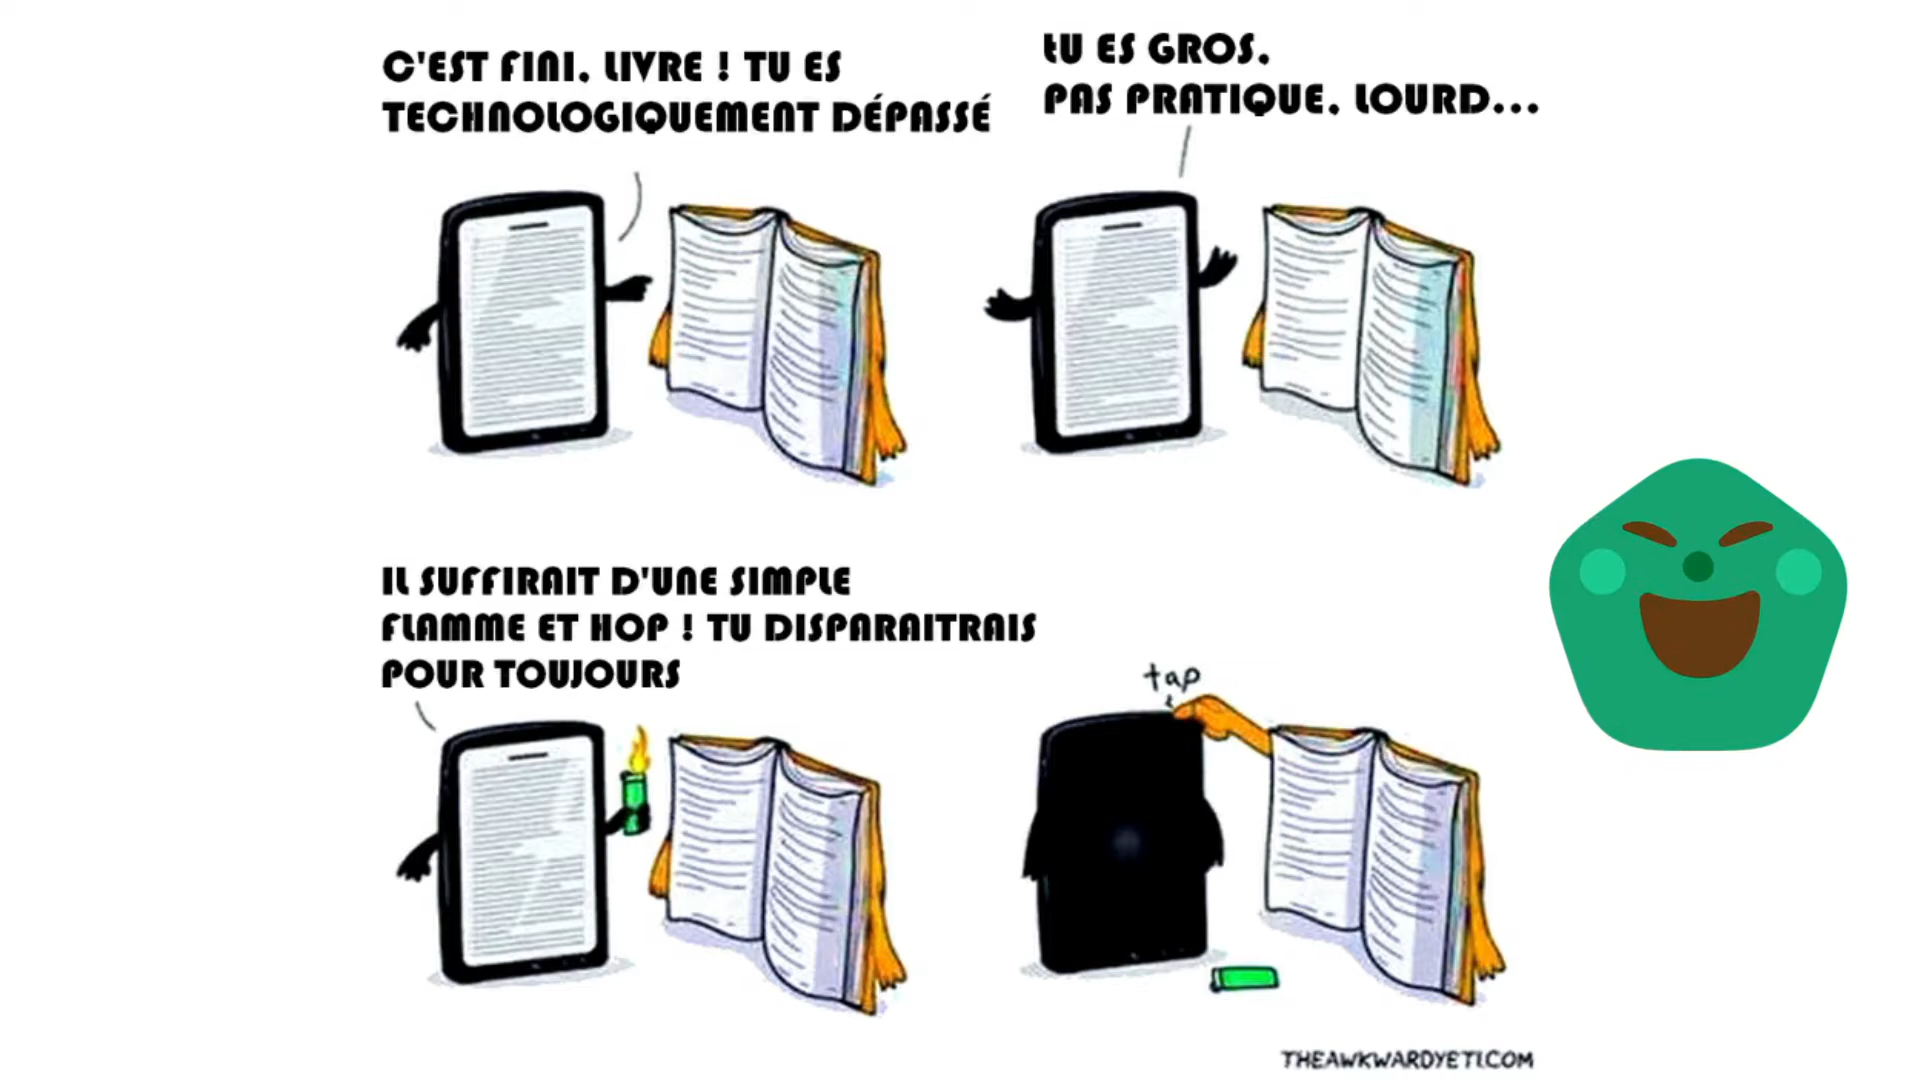 C'EST FINI, LIVRE ! TU ES
TECHNOLOGIQUEMENT DÉPASSÉ
tU ES GROS,
PAS PRATIQUE, LOURD...
IL SUFFIRAIT D'UNE SIMPLE
FLAMME ET HOP ! TU DISPARAITRAIS
POUR TOUJOURS
tap
THEAWKWARDYETI.COM